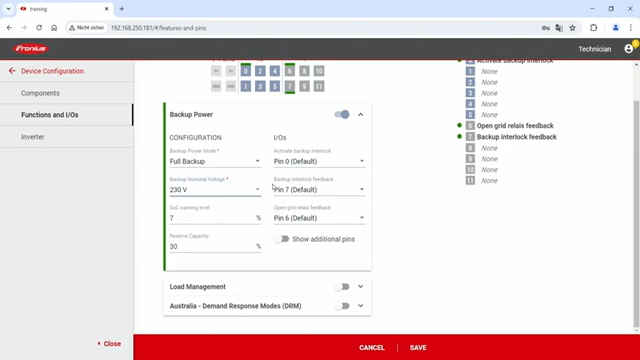 training
Nicht sicher
192.168.250.181/#/features-and-pins
Fronius
Technician
Device Configuration
Components
Functions and I/Os
Inverter
Close
0 2 4 6 8 10
1 3 5 7 9 11
Backup Power
CONFIGURATION
I/Os
Backup Power Mode *
Full Backup
Activate backup interlock
Pin 0 (Default)
Backup Nominal Voltage *
230 V
Backup interlock feedback
Pin 7 (Default)
SoC warning level
7 %
Open grid relais feedback
Pin 6 (Default)
Reserve Capacity
30 %
Show additional pins
Load Management
Australia - Demand Response Modes (DRM)
Activate backup interlock
1 None
2 None
3 None
4 None
5 None
6 Open grid relais feedback
7 Backup interlock feedback
8 None
9 None
10 None
11 None
CANCEL
SAVE